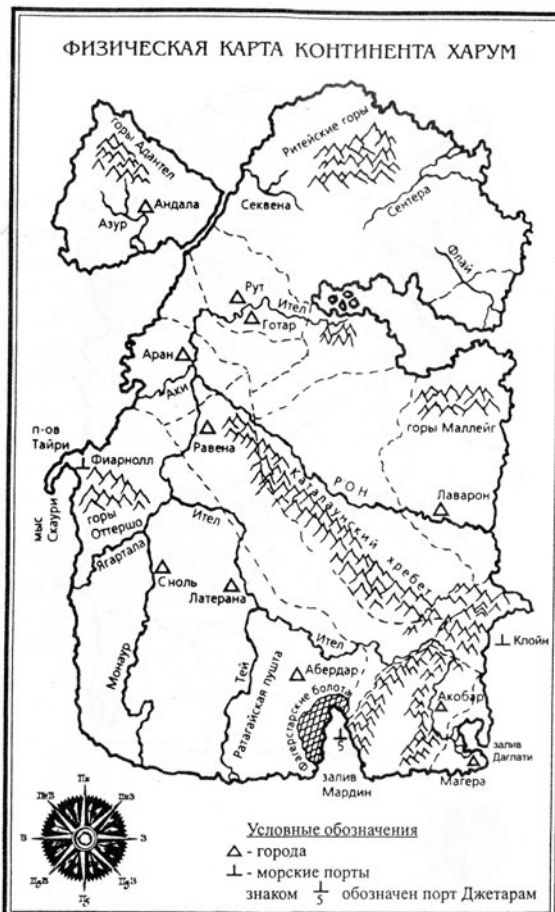 ФИЗИЧЕСКАЯ КАРТА КОНТИНЕНТА ХАРУМ
горы Адантел
Ритейские горы
Андала
Азур
Секвена
Сентера
Флай
Рут
Ител
Готар
Аран
Аки
горы Маллейг
п-ов
Тайри
Фиарнолл
Равена
РОН
Каталаунский хребет
Лаварон
мыс
Скаури
горы
Оттершо
Ител
Ягартала
Сноль
Латерана
Клойн
Монаур
Тей
Ител
Абердар
Ратагайская пушта
Фагерстарские болота
Акобар
залив
Даглати
Магера
5
залив
Мардин
Условные обозначения
- города
- морские порты
знаком 5 обозначен порт Джетарам